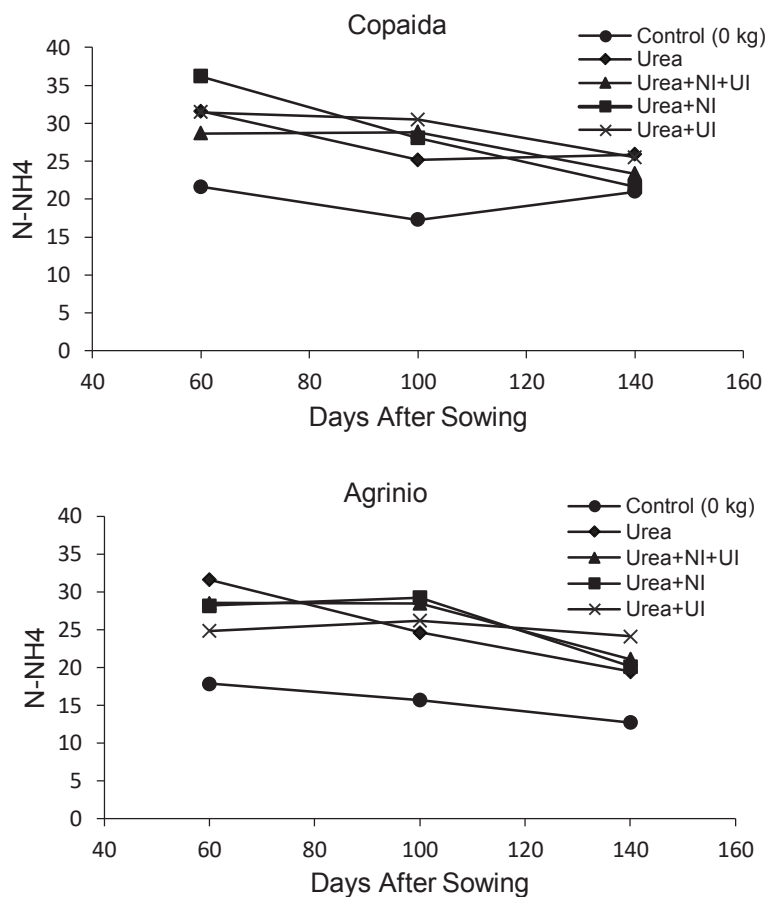 Copaida
40
35
30
25
20
15
10
5
0
N-NH4
40 60 80 100 120 140 160
Days After Sowing
Control (0 kg)
Urea
Urea+NI+UI
Urea+NI
Urea+UI
Agrinio
40
35
30
25
20
15
10
5
0
N-NH4
40 60 80 100 120 140 160
Days After Sowing
Control (0 kg)
Urea
Urea+NI+UI
Urea+NI
Urea+UI